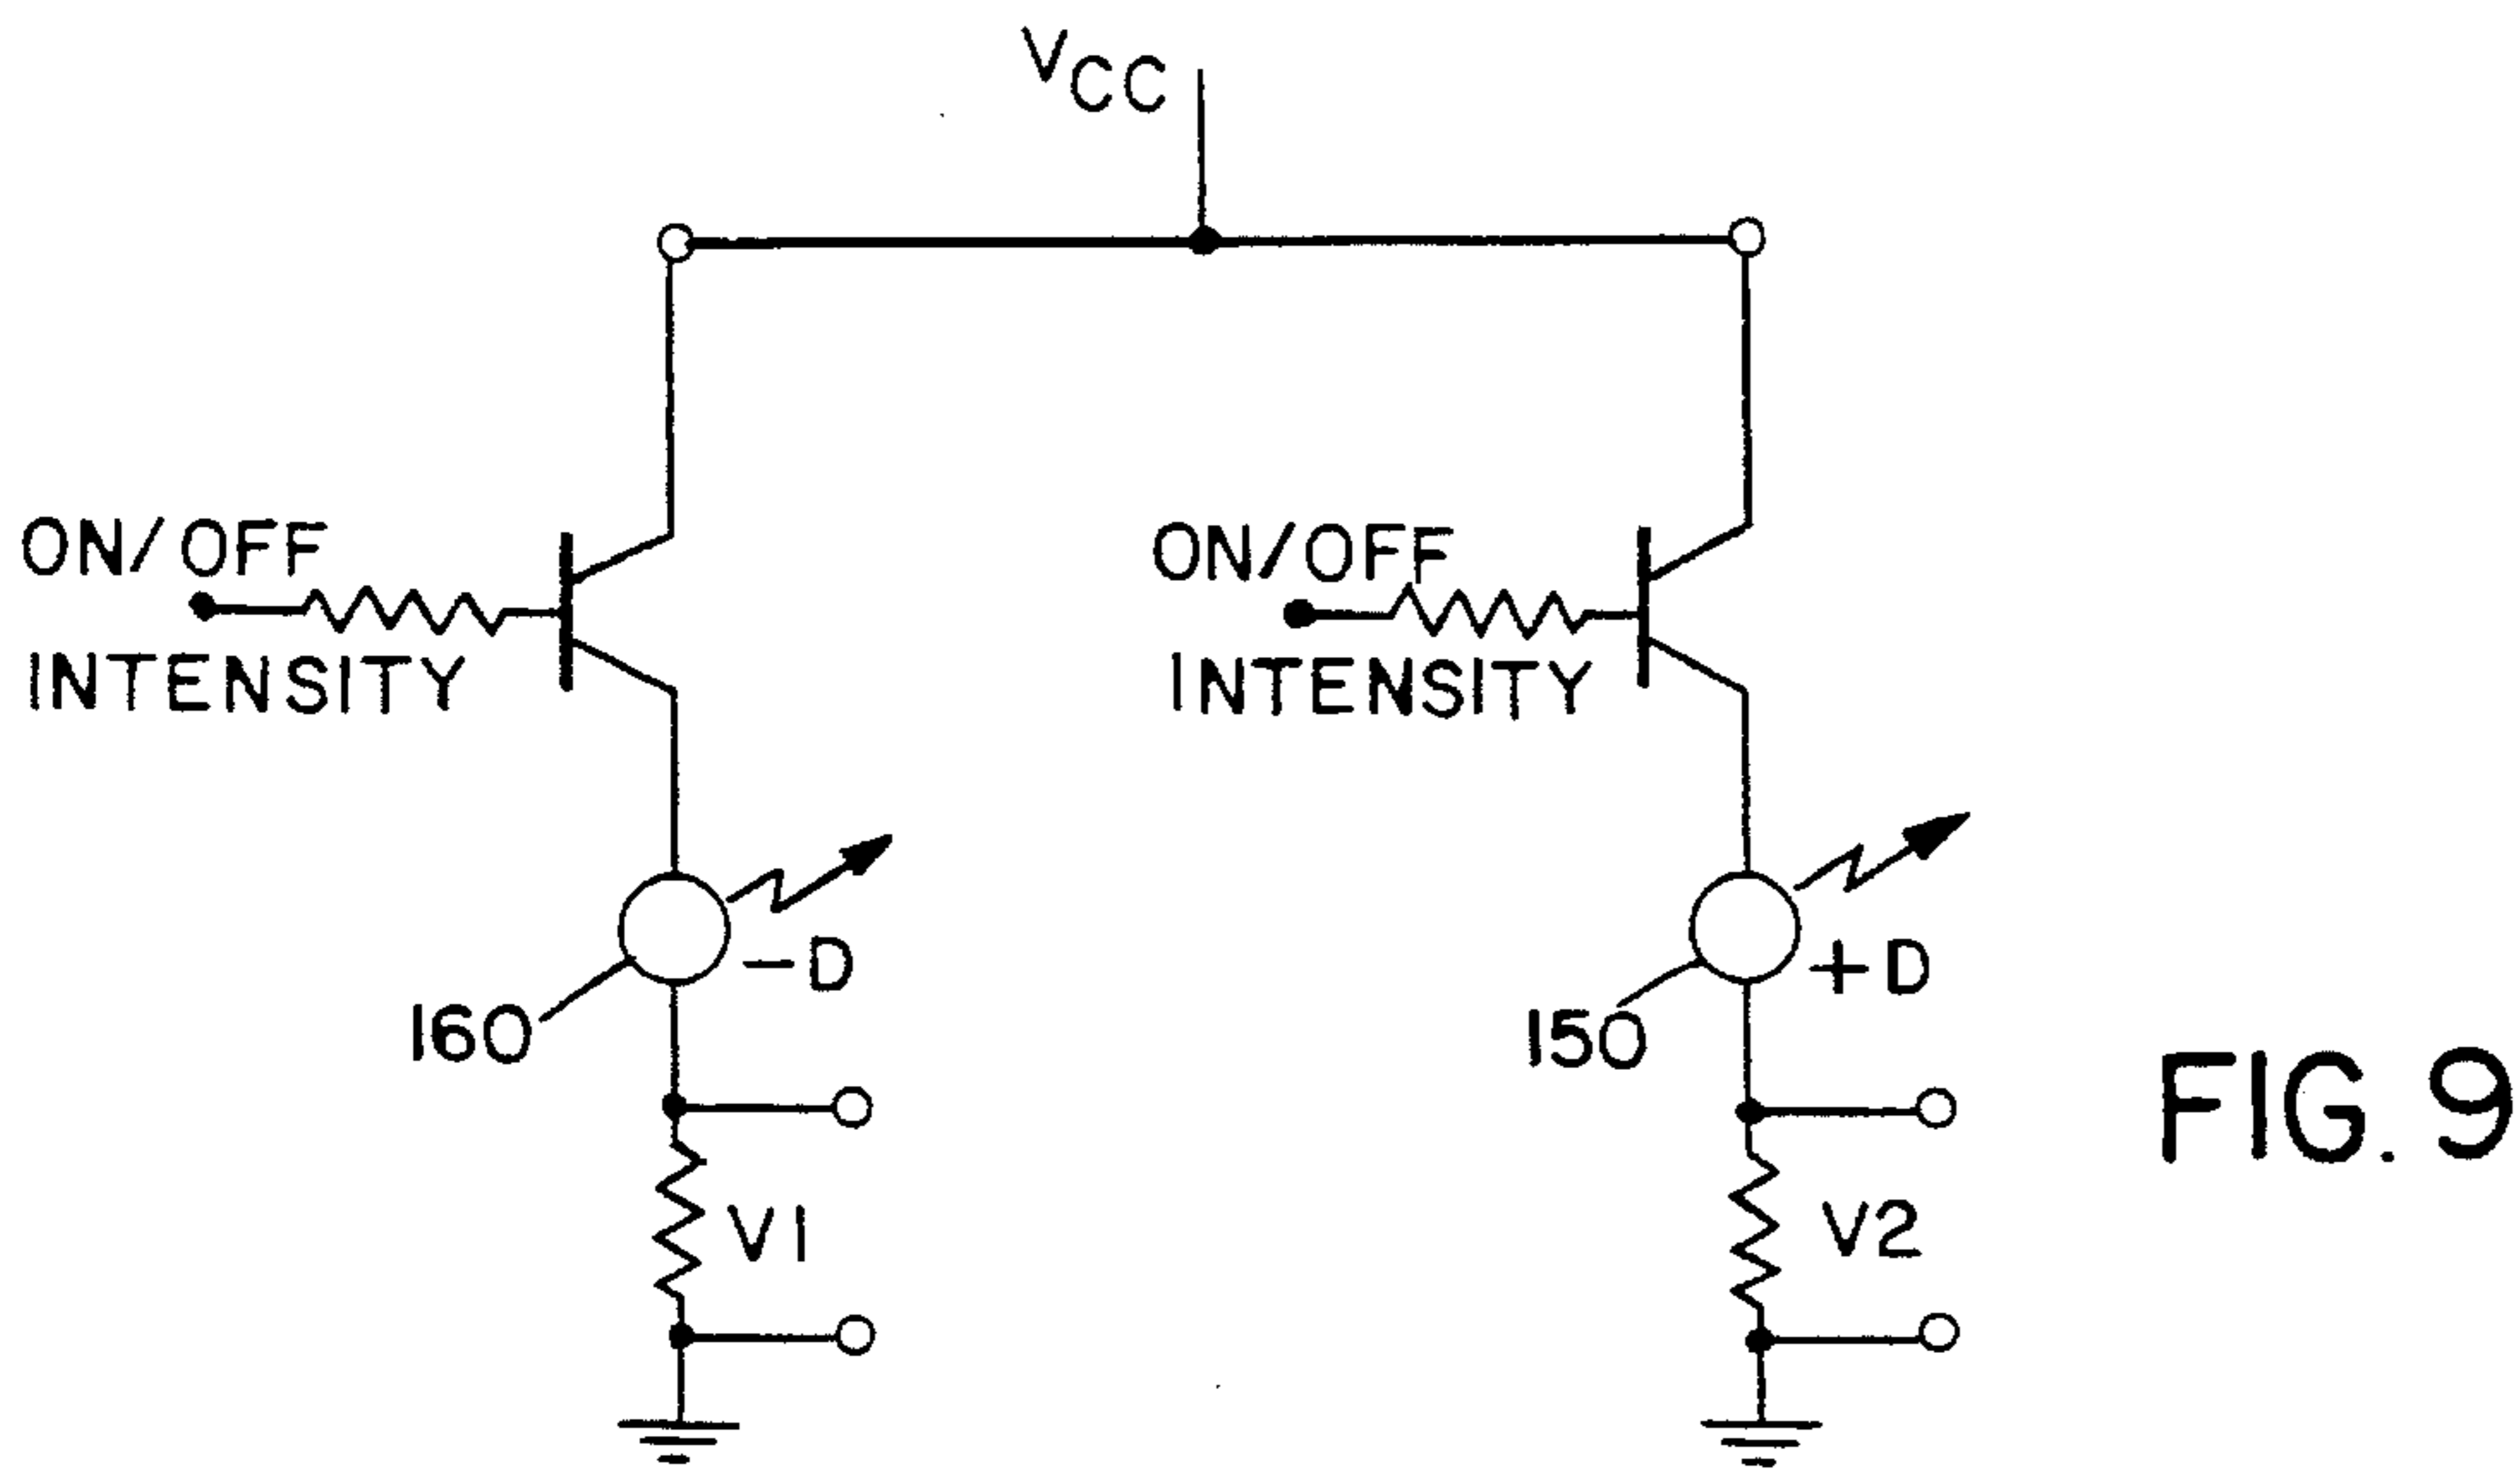 VCC
ON/OFF
INTENSITY
ON/OFF
INTENSITY
-D
160
+D
150
V1
V2
FIG. 9